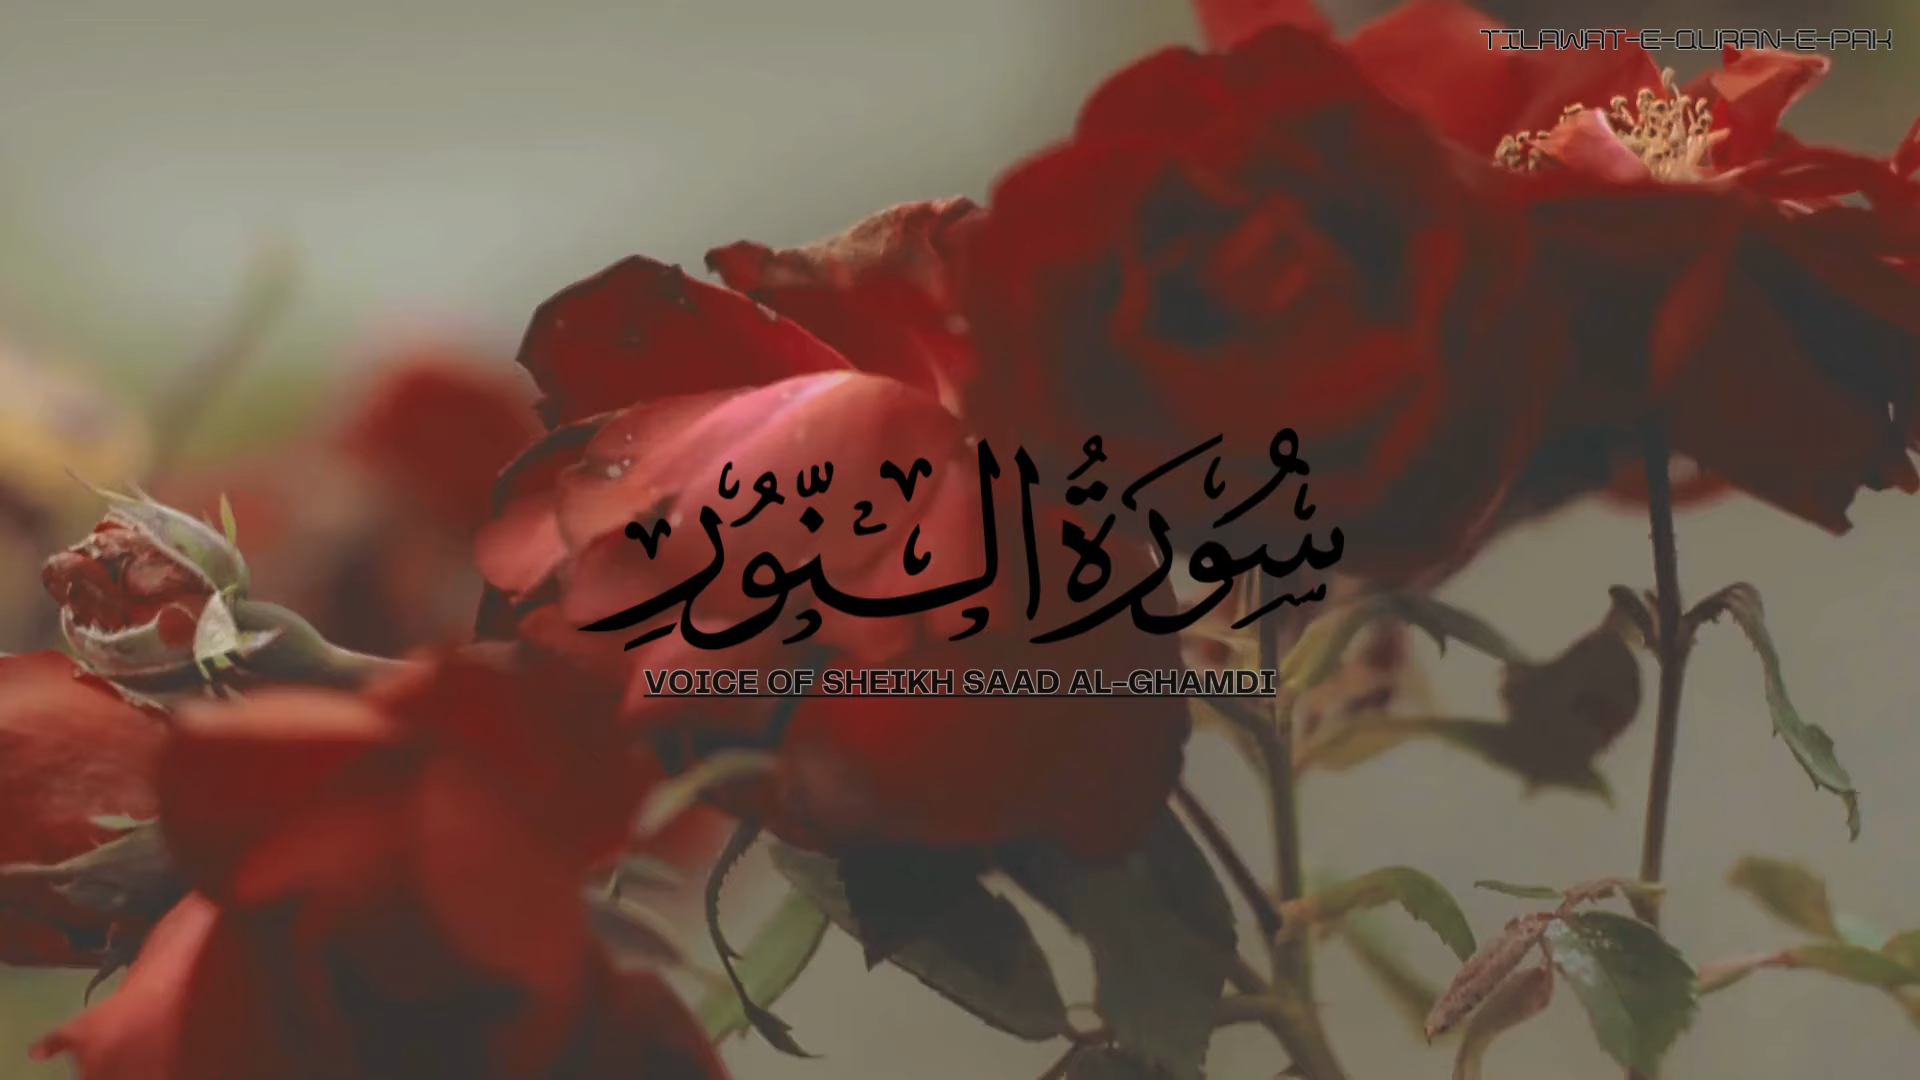 TILAWAT-E-QURAN-E-PAK
سُورَةُ النُّورِ
VOICE OF SHEIKH SAAD AL-GHAMDI